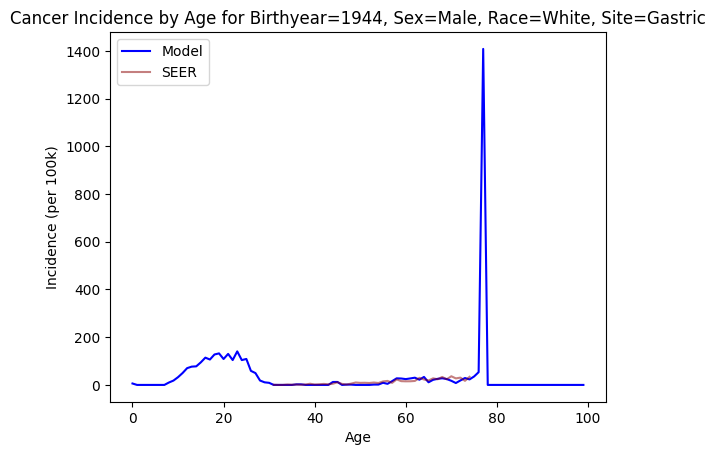 Cancer Incidence by Age for Birthyear=1944, Sex=Male, Race=White, Site=Gastric
Model
SEER
1400
1200
1000
800
600
400
200
0
Incidence (per 100k)
0 20 40 60 80 100
Age